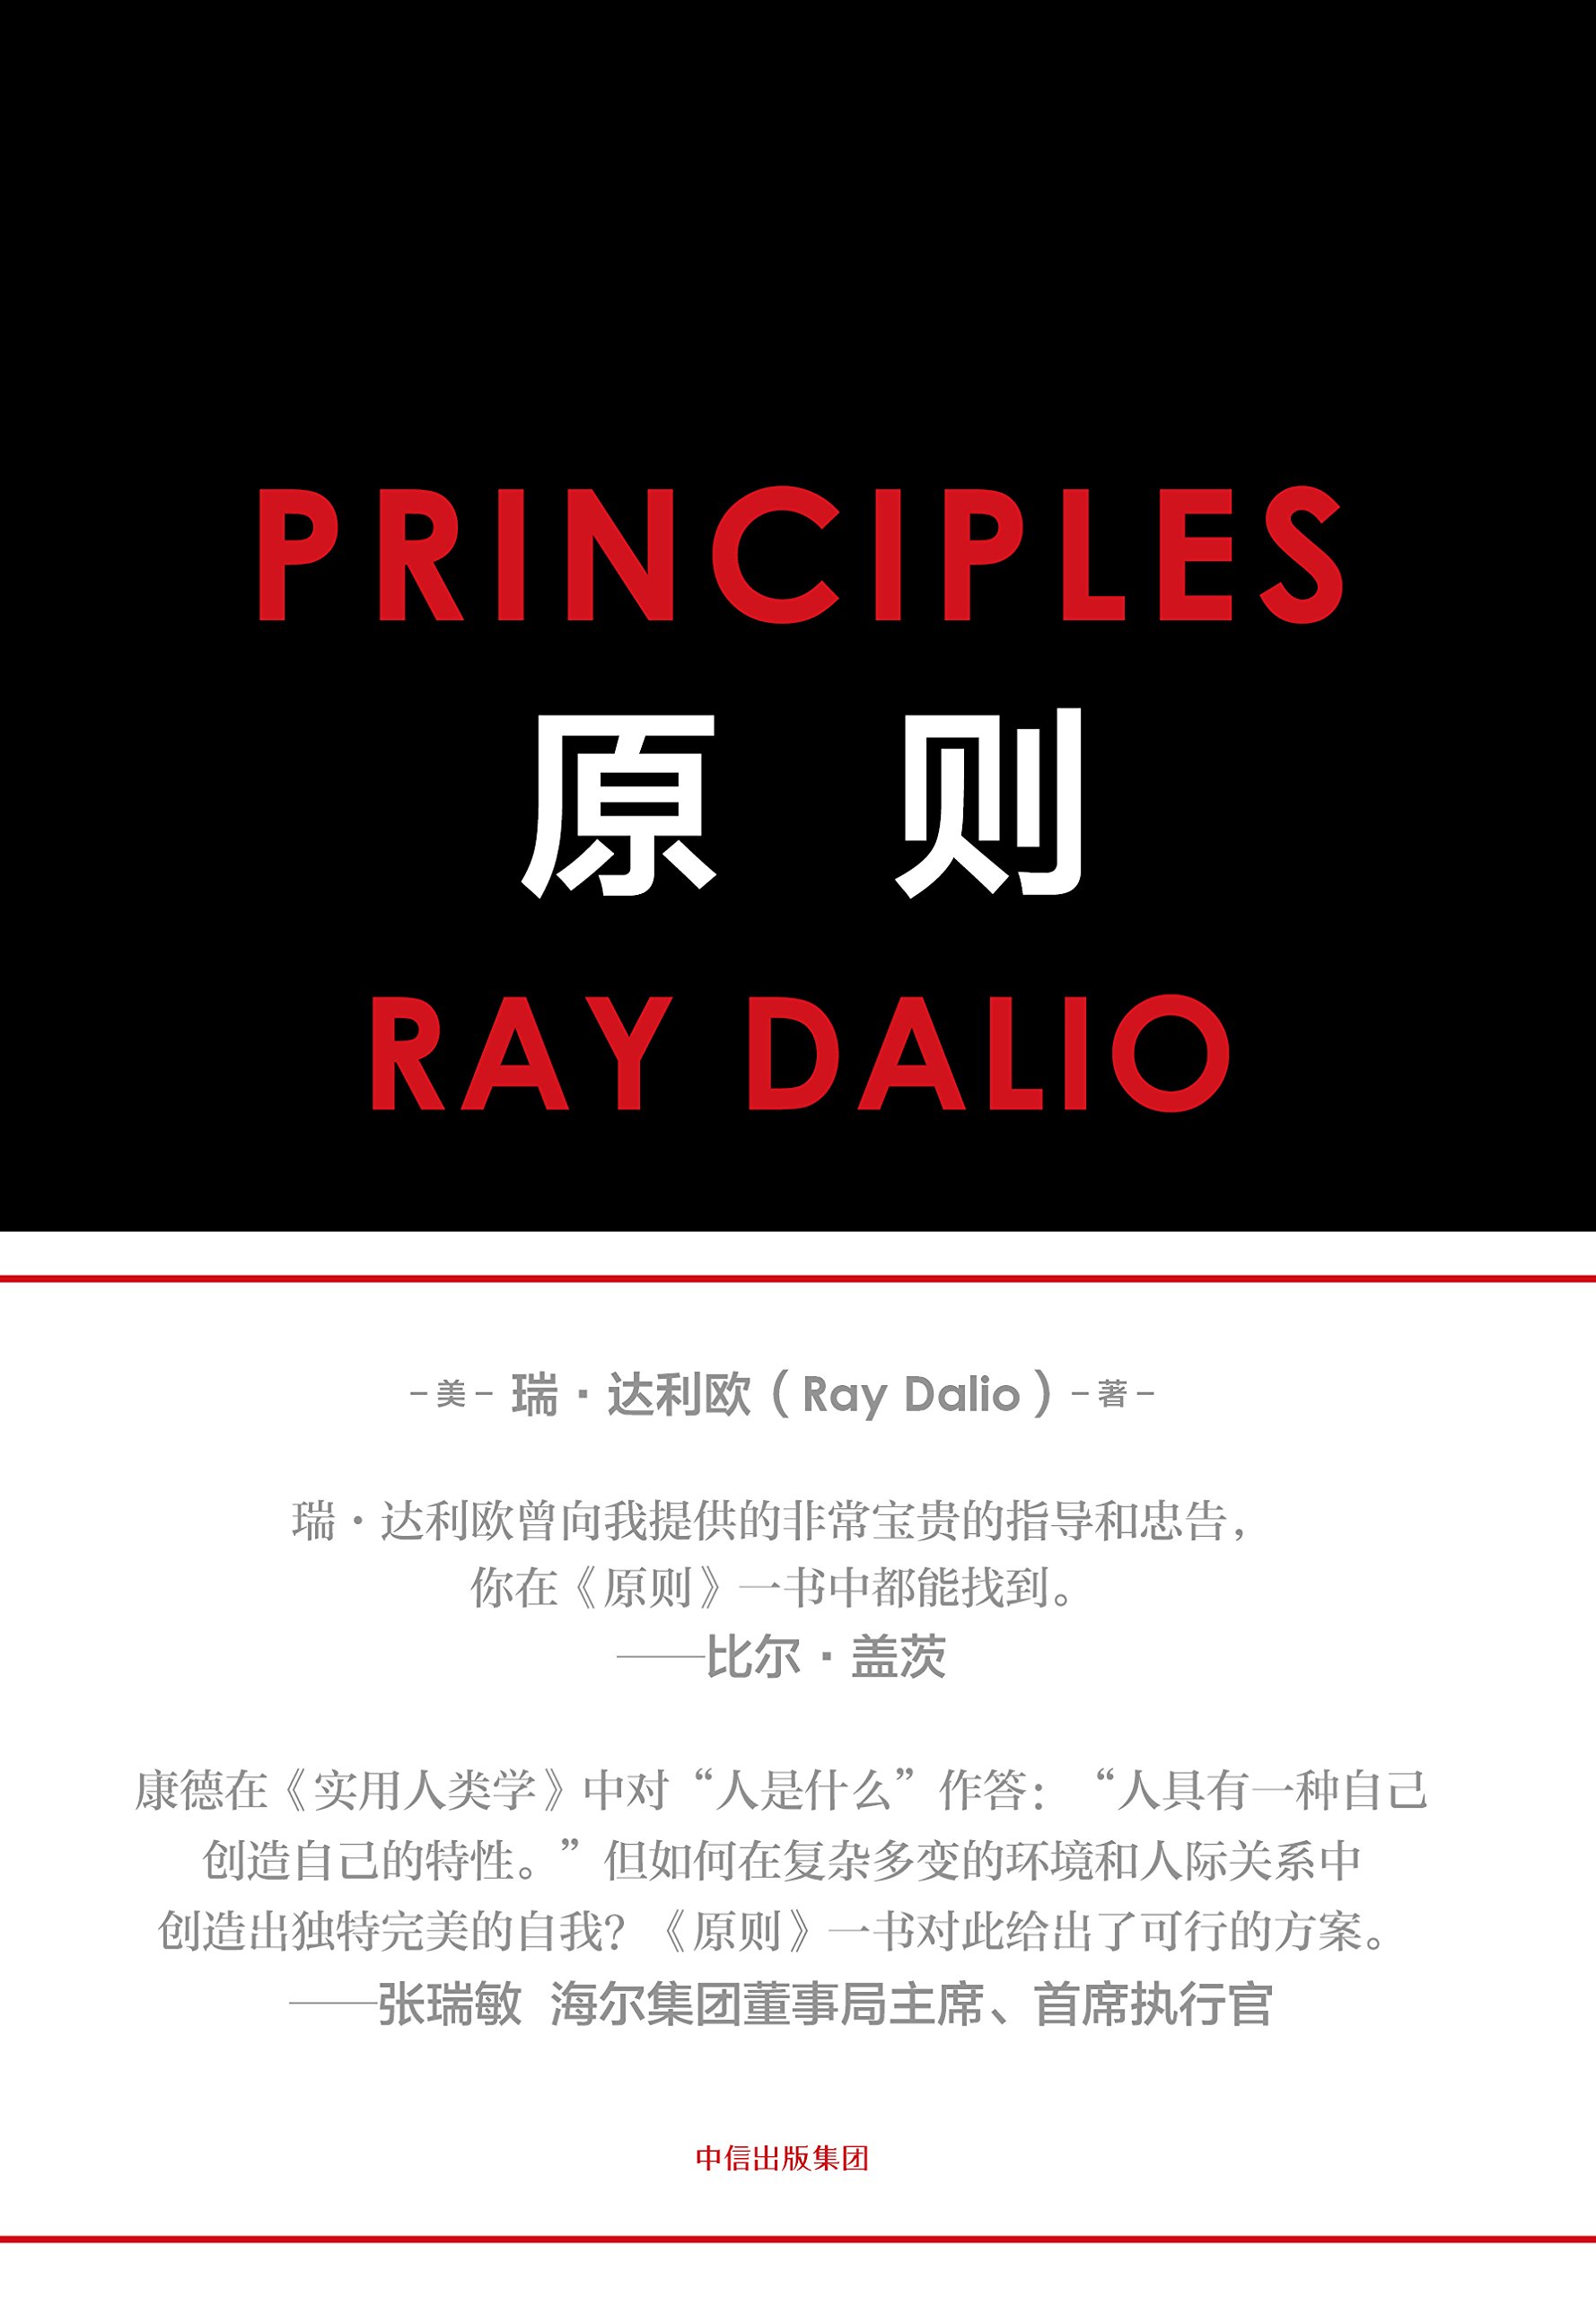 PRINCIPLES
原 则
RAY DALIO
－美－ 瑞·达利欧（Ray Dalio）－著－
瑞·达利欧曾向我提供的非常宝贵的指导和忠告，
你在《原则》一书中都能找到。
——比尔·盖茨
康德在《实用人类学》中对“人是什么”作答：“人具有一种自己
创造自己的特性。”但如何在复杂多变的环境和人际关系中
创造出独特完美的自我？《原则》一书对此给出了可行的方案。
——张瑞敏 海尔集团董事局主席、首席执行官
中信出版集团